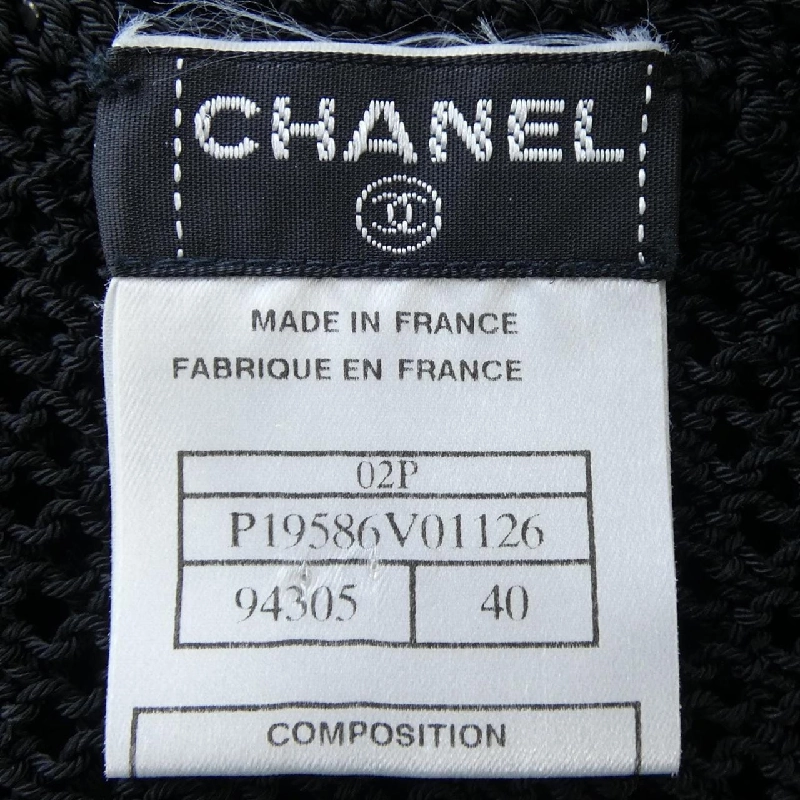 CHANEL
MADE IN FRANCE
FABRIQUE EN FRANCE
02P
P19586V01126
94305 40
COMPOSITION